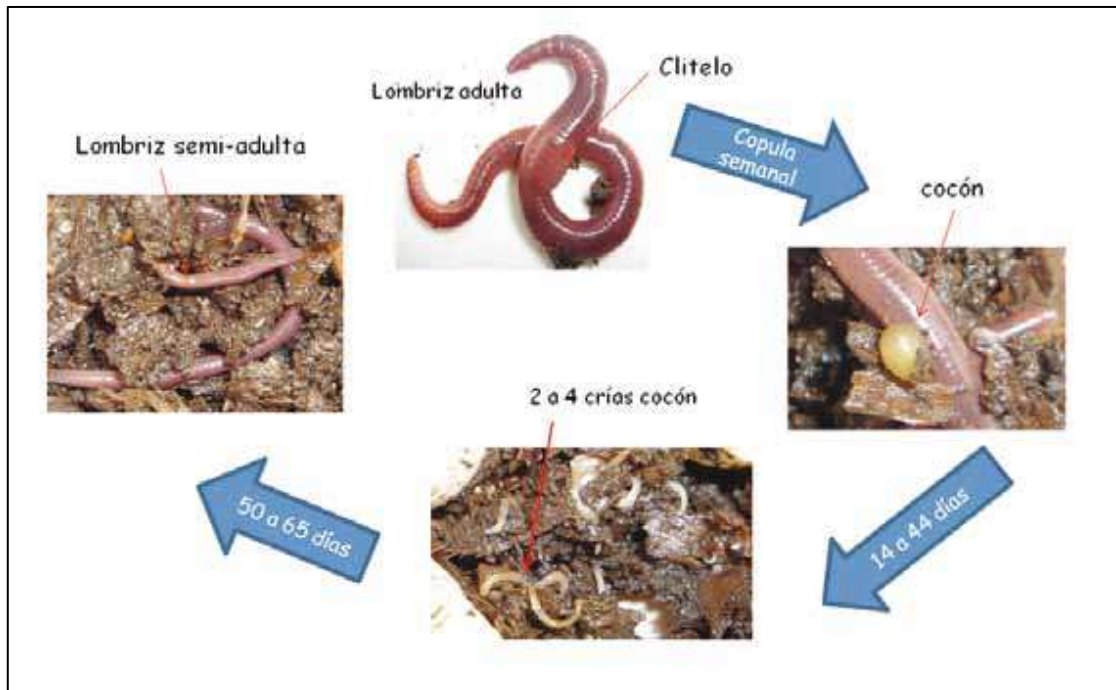 Lombriz adulta
Clitelo
Copula
semanal
cocón
14 a 44 días
2 a 4 crías cocón
50 a 65 días
Lombriz semi-adulta